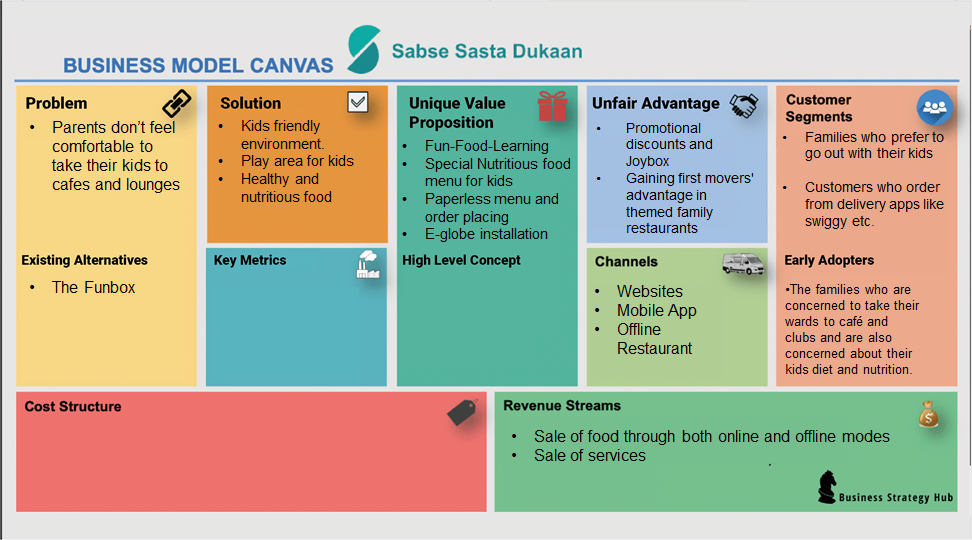 BUSINESS MODEL CANVAS
Sabse Sasta Dukaan
Problem
• Parents don't feel
comfortable to
take their kids to
cafes and lounges
Existing Alternatives
• The Funbox
Solution
• Kids friendly
environment.
• Play area for kids
• Healthy and
nutritious food
Key Metrics
Unique Value
Proposition
• Fun-Food-Learning
• Special Nutritious food
menu for kids
• Paperless menu and
order placing
• E-globe installation
High Level Concept
Unfair Advantage
• Promotional
discounts and
Joybox
• Gaining first movers'
advantage in
themed family
restaurants
Channels
• Websites
• Mobile App
• Offline
Restaurant
Customer
Segments
• Families who prefer to
go out with their kids
• Customers who order
from delivery apps like
swiggy etc.
Early Adopters
•The families who are
concerned to take their
wards to café and
clubs and are also
concerned about their
kids diet and nutrition.
Cost Structure
Revenue Streams
• Sale of food through both online and offline modes
• Sale of services
Business Strategy Hub